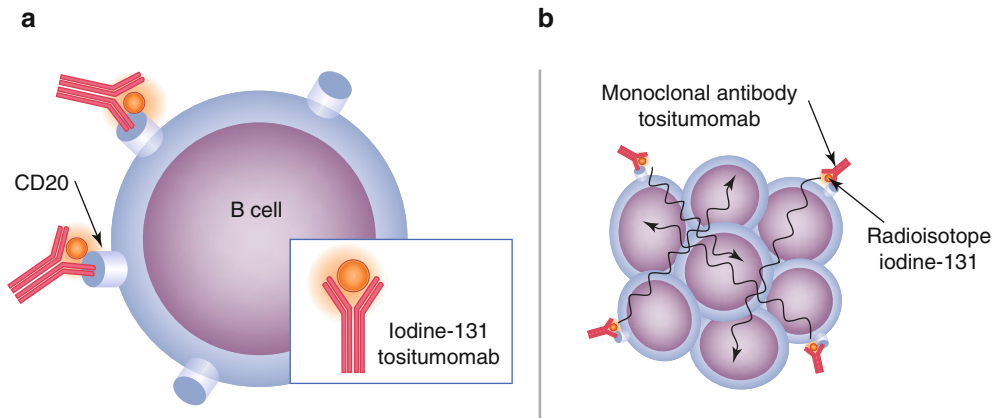 a
CD20
B cell
Iodine-131
tositumomab
b
Monoclonal antibody
tositumomab
Radioisotope
iodine-131